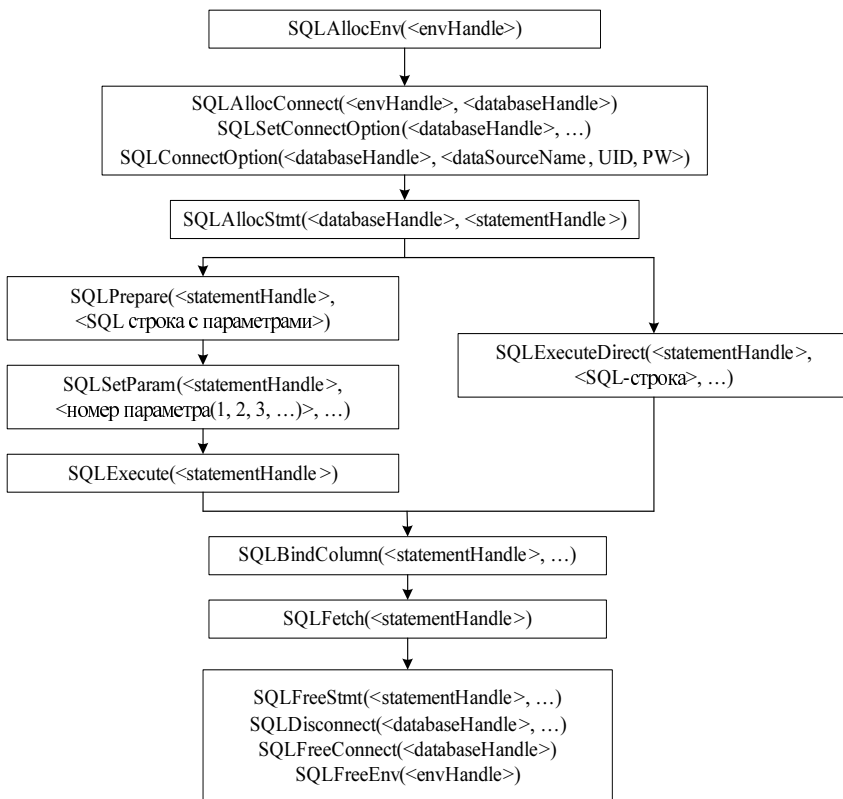 SQLAllocEnv(<envHandle>)
SQLAllocConnect(<envHandle>, <databaseHandle>)
SQLSetConnectOption(<databaseHandle>, …)
SQLConnectOption(<databaseHandle>, <dataSourceName, UID, PW>)
SQLAllocStmt(<databaseHandle>, <statementHandle>)
SQLPrepare(<statementHandle>,
<SQL строка с параметрами>)
SQLSetParam(<statementHandle>,
<номер параметра(1, 2, 3, …)>, …)
SQLExecute(<statementHandle>)
SQLExecuteDirect(<statementHandle>,
<SQL-строка>, …)
SQLBindColumn(<statementHandle>, …)
SQLFetch(<statementHandle>)
SQLFreeStmt(<statementHandle>, …)
SQLDisconnect(<databaseHandle>, …)
SQLFreeConnect(<databaseHandle>)
SQLFreeEnv(<envHandle>)